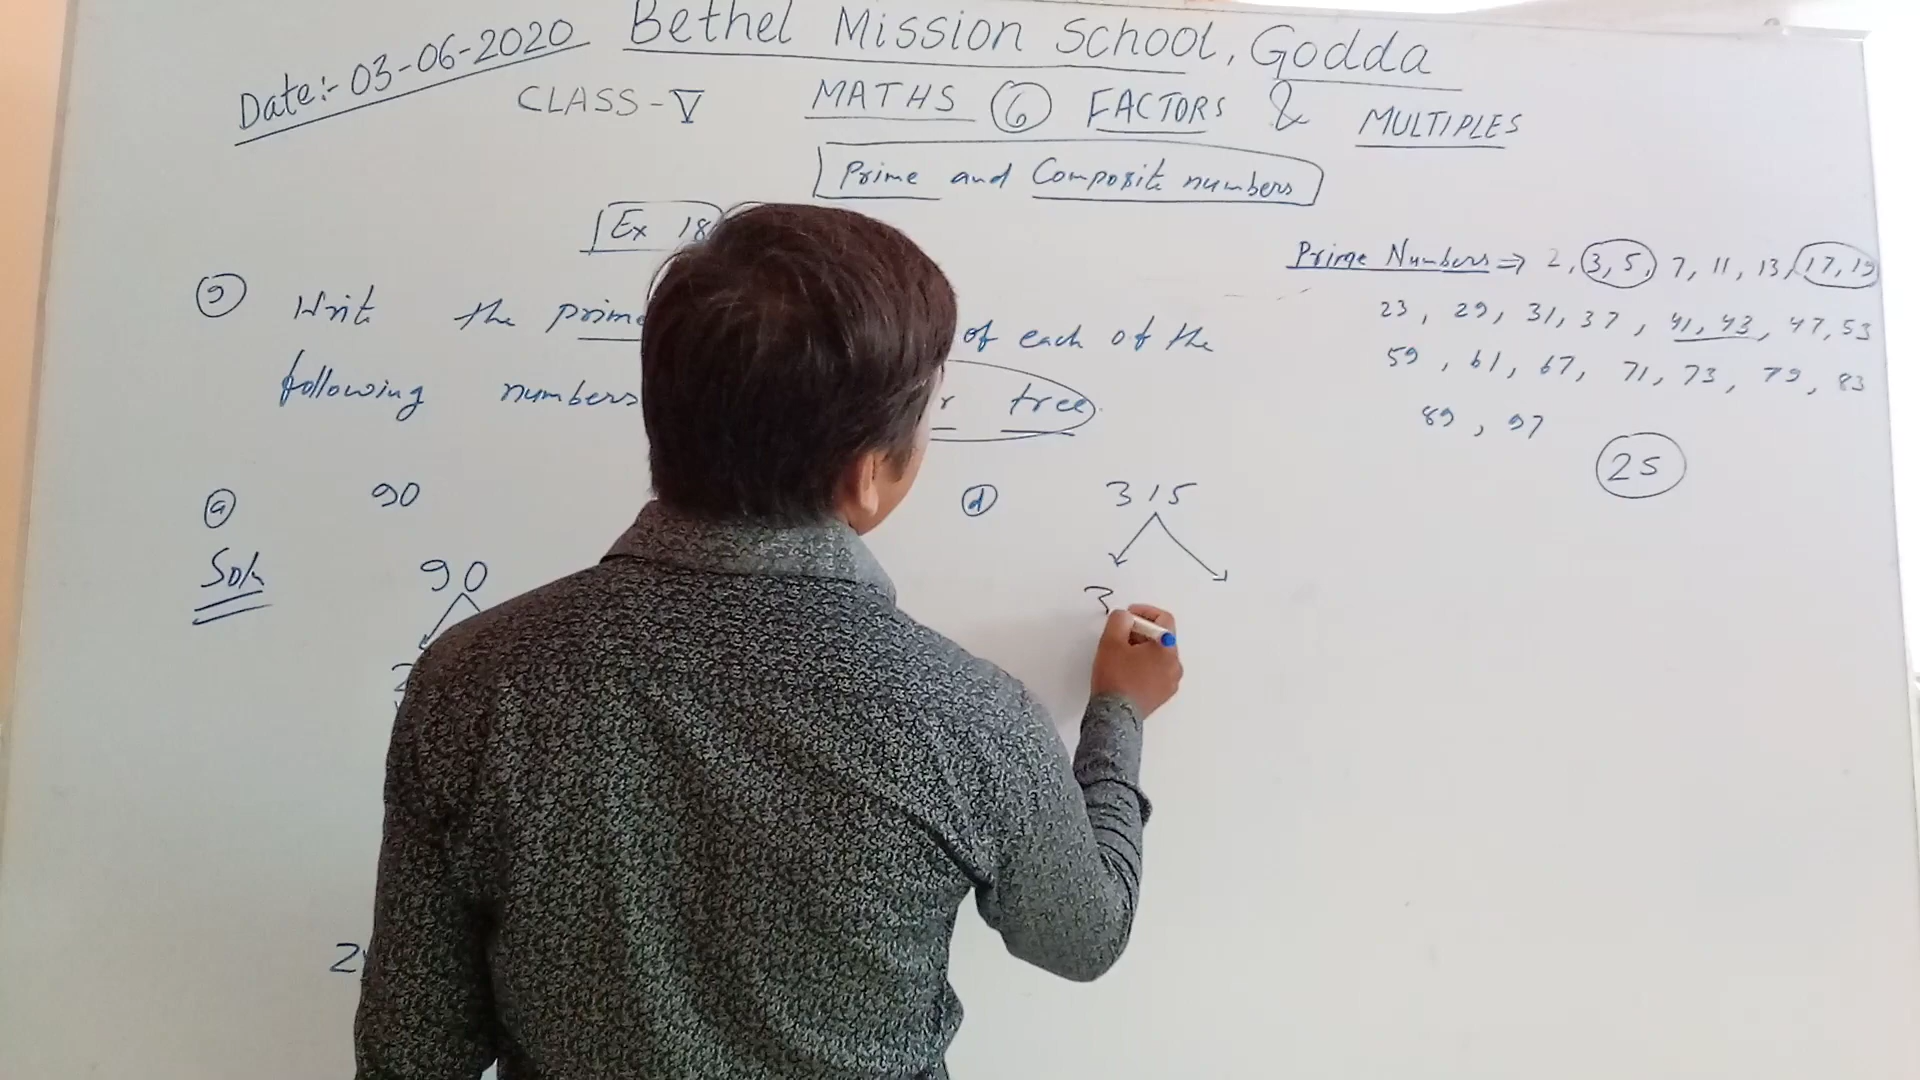 Date:- 03-06-2020
Bethel Mission School, Godda
CLASS-V MATHS 6 FACTORS & MULTIPLES
Prime and Composite numbers
Ex 18
Prime Numbers ⇒ 2, 3, 5, 7, 11, 13, 17, 19
23, 29, 31, 37, 41, 43, 47, 53
59, 61, 67, 71, 73, 79, 83
89, 97
25
9 Write the prime of each of the
following numbers r tree.
a 90
d 315
Soln
90
3
2
2